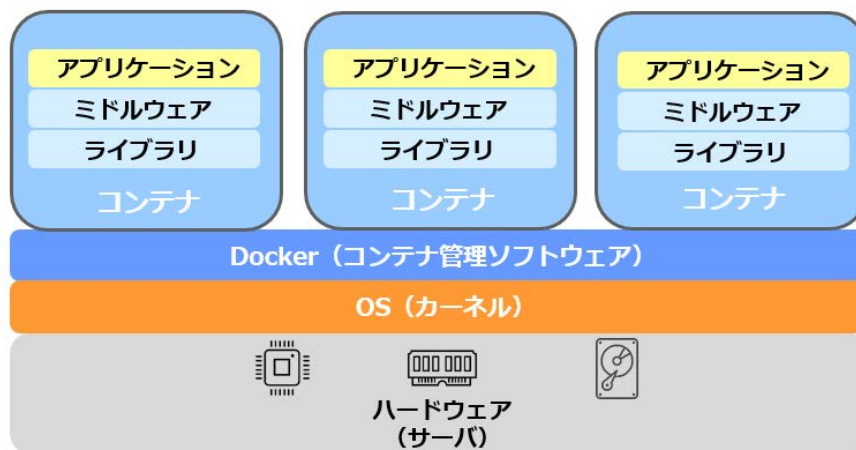 アプリケーション
ミドルウェア
ライブラリ
コンテナ
アプリケーション
ミドルウェア
ライブラリ
コンテナ
アプリケーション
ミドルウェア
ライブラリ
コンテナ
Docker（コンテナ管理ソフトウェア）
OS（カーネル）
ハードウェア
（サーバ）